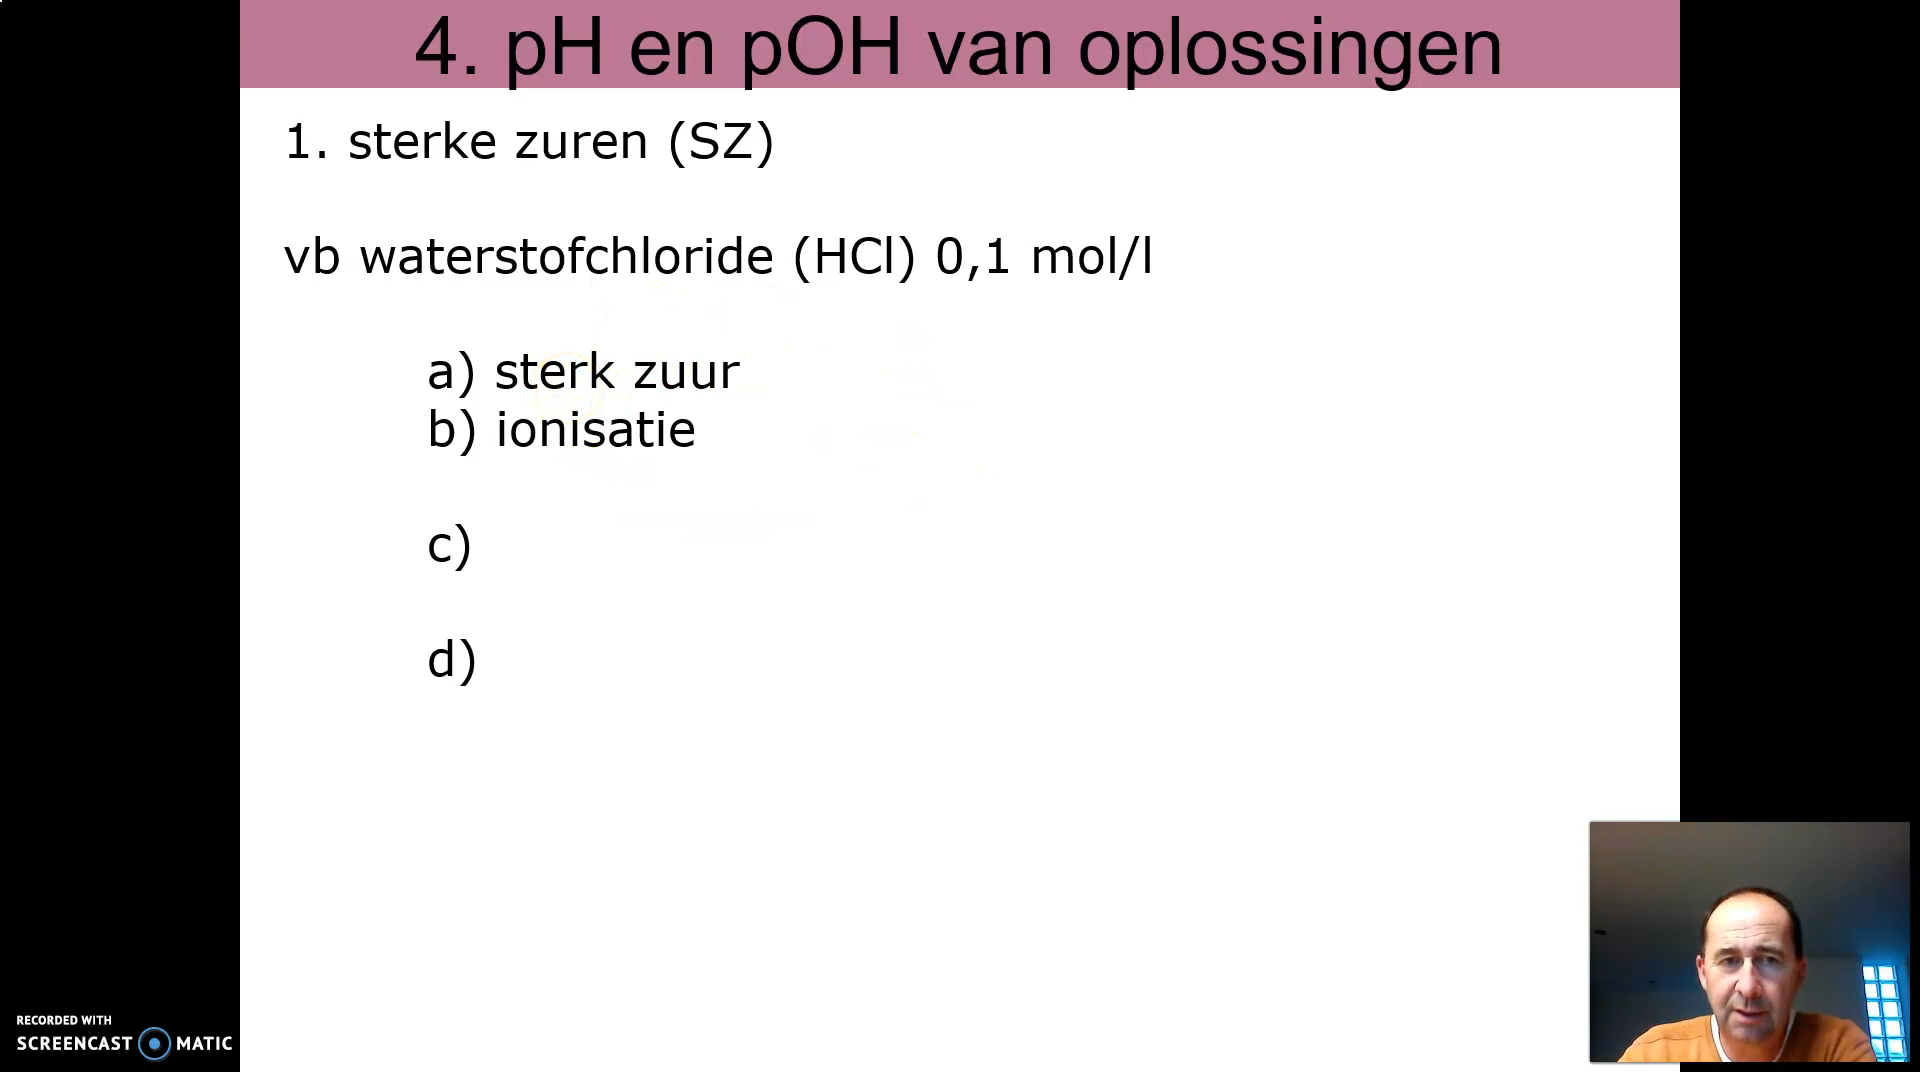 4. pH en pOH van oplossingen
1. sterke zuren (SZ)
vb waterstofchloride (HCl) 0,1 mol/l
a) sterk zuur
b) ionisatie
c)
d)
RECORDED WITH
SCREENCAST MATIC